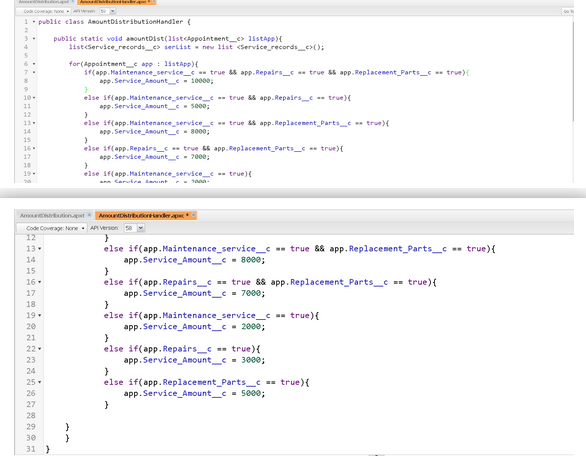 AmountDistribution.apxt AmountDistributionHandler.apxc *
Code Coverage: None API Version: 51
1 public class AmountDistributionHandler {
2
3 public static void amountDist(list<Appointment__c> listApp){
4 list<Service_records__c> serList = new list <Service_records__c>();
5
6 for(Appointment__c app : listApp){
7 if(app.Maintenance_service__c == true && app.Repairs__c == true && app.Replacement_Parts__c == true){
8 app.Service_Amount__c = 10000;
9 }
10 else if(app.Maintenance_service__c == true && app.Repairs__c == true){
11 app.Service_Amount__c = 5000;
12 }
13 else if(app.Maintenance_service__c == true && app.Replacement_Parts__c == true){
14 app.Service_Amount__c = 8000;
15 }
16 else if(app.Repairs__c == true && app.Replacement_Parts__c == true){
17 app.Service_Amount__c = 7000;
18 }
19 else if(app.Maintenance_service__c == true){
20 app.Service_Amount__c = 2000;
AmountDistribution.apxt AmountDistributionHandler.apxc *
Code Coverage: None API Version: 58
12 }
13 else if(app.Maintenance_service__c == true && app.Replacement_Parts__c == true){
14 app.Service_Amount__c = 8000;
15 }
16 else if(app.Repairs__c == true && app.Replacement_Parts__c == true){
17 app.Service_Amount__c = 7000;
18 }
19 else if(app.Maintenance_service__c == true){
20 app.Service_Amount__c = 2000;
21 }
22 else if(app.Repairs__c == true){
23 app.Service_Amount__c = 3000;
24 }
25 else if(app.Replacement_Parts__c == true){
26 app.Service_Amount__c = 5000;
27 }
28
29 }
30 }
31 }